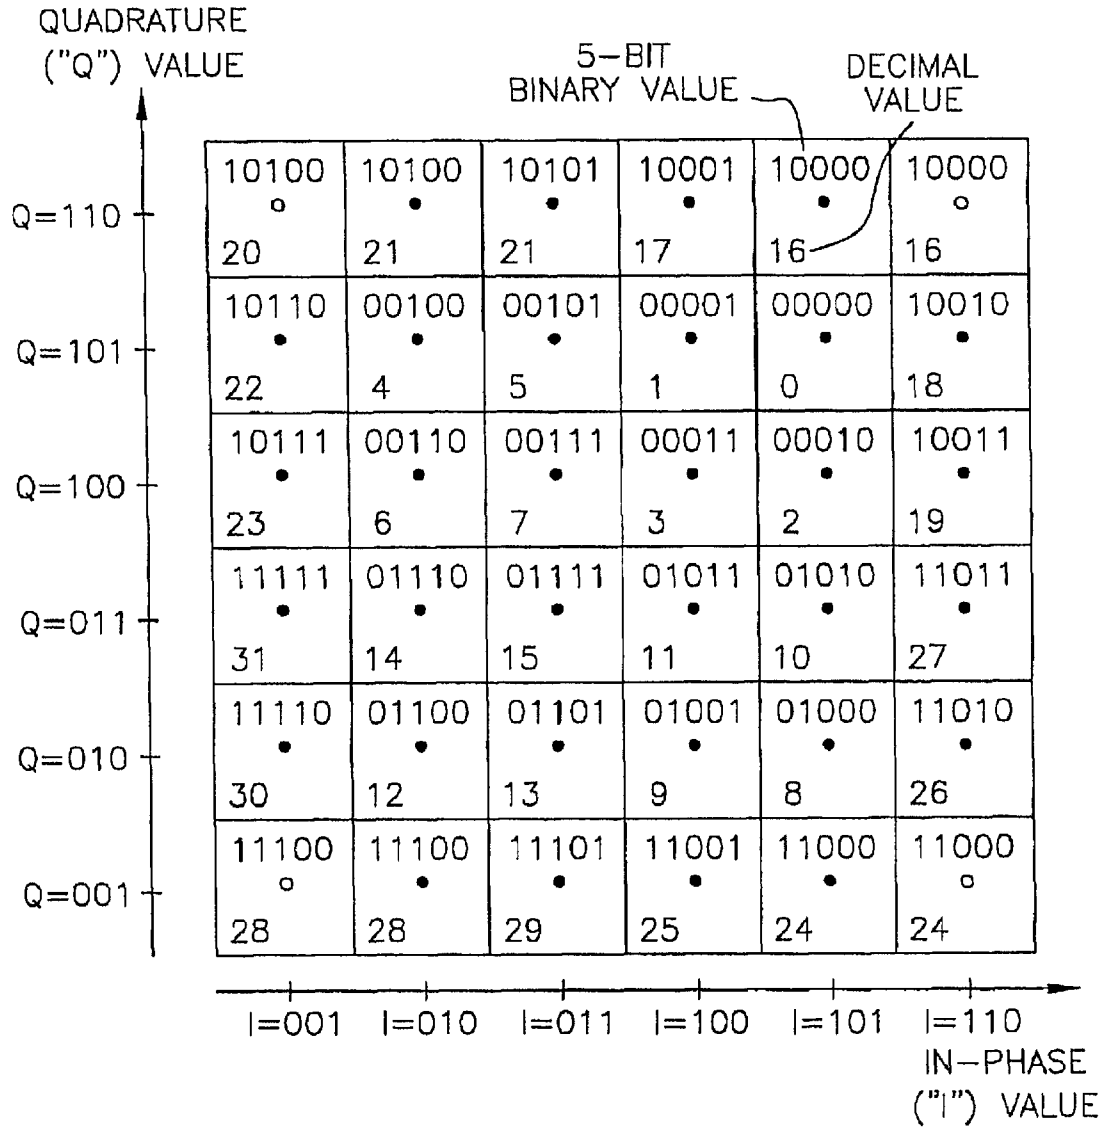 QUADRATURE
("Q") VALUE
5-BIT
BINARY VALUE
DECIMAL
VALUE
Q=110
10100 10100 10101 10001 10000 10000
20 21 21 17 16 16
Q=101
10110 00100 00101 00001 00000 10010
22 4 5 1 0 18
Q=100
10111 00110 00111 00011 00010 10011
23 6 7 3 2 19
Q=011
11111 01110 01111 01011 01010 11011
31 14 15 11 10 27
Q=010
11110 01100 01101 01001 01000 11010
30 12 13 9 8 26
Q=001
11100 11100 11101 11001 11000 11000
28 28 29 25 24 24
I=001 I=010 I=011 I=100 I=101 I=110
IN-PHASE
("I") VALUE